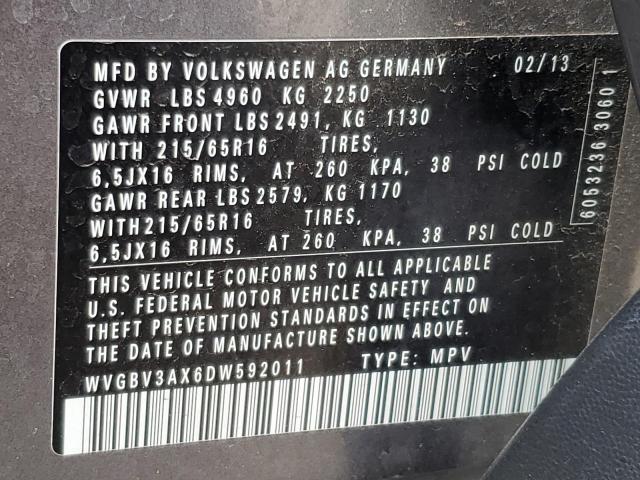 MFD BY VOLKSWAGEN AG GERMANY 02/13
GVWR LBS 4960 KG 2250
GAWR FRONT LBS 2491, KG 1130
WITH 215/65R16 TIRES,
6,5JX16 RIMS, AT 260 KPA, 38 PSI COLD
GAWR REAR LBS 2579, KG 1170
WITH 215/65R16 TIRES,
6,5JX16 RIMS, AT 260 KPA, 38 PSI COLD
THIS VEHICLE CONFORMS TO ALL APPLICABLE
U.S. FEDERAL MOTOR VEHICLE SAFETY AND
THEFT PREVENTION STANDARDS IN EFFECT ON
THE DATE OF MANUFACTURE SHOWN ABOVE.
WVGBV3AX6DW592011 TYPE: MPV
6053236 3060 1